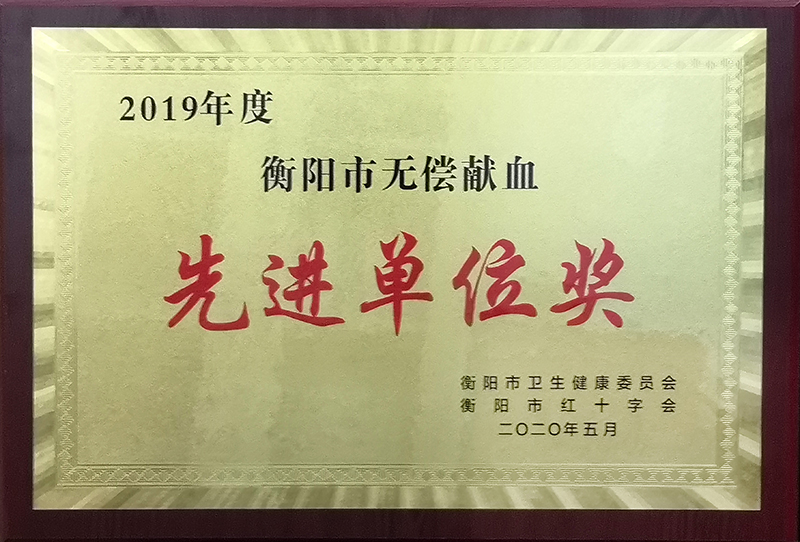 2019年度
衡阳市无偿献血
先进单位奖
衡阳市卫生健康委员会
衡阳市红十字会
二〇二〇年五月